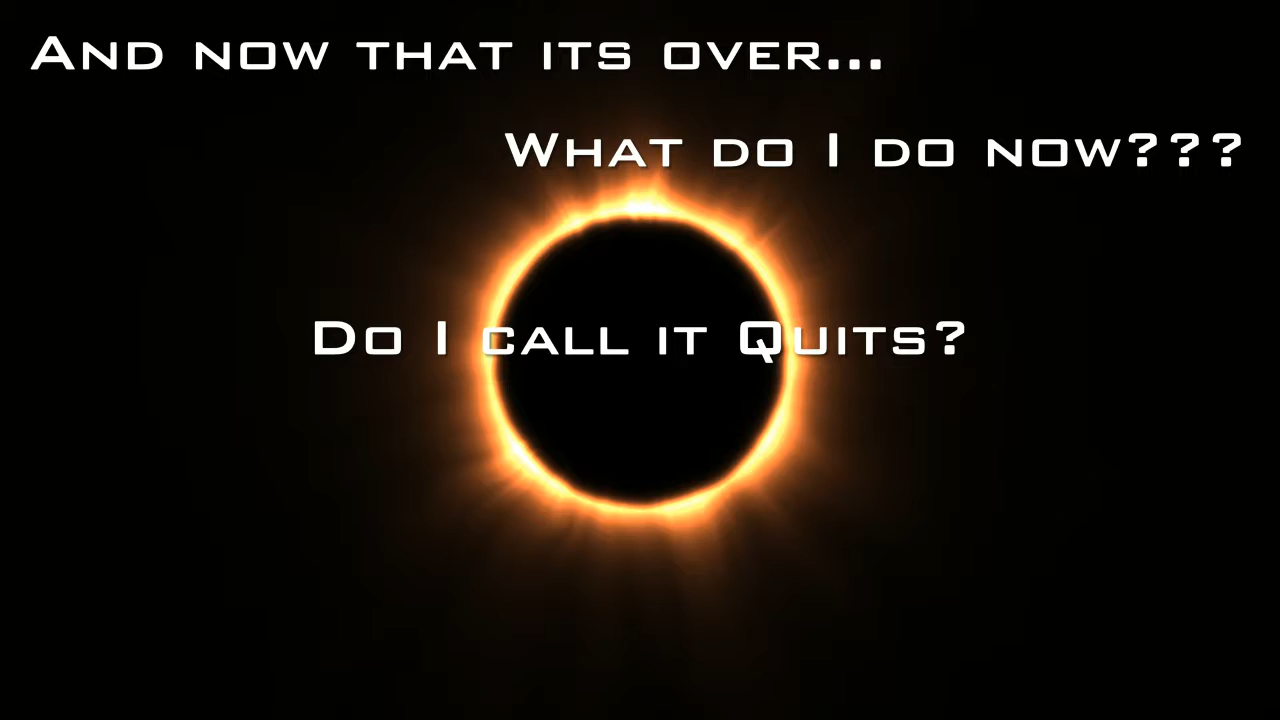 And now that its over...
What do I do now???
Do I call it Quits?